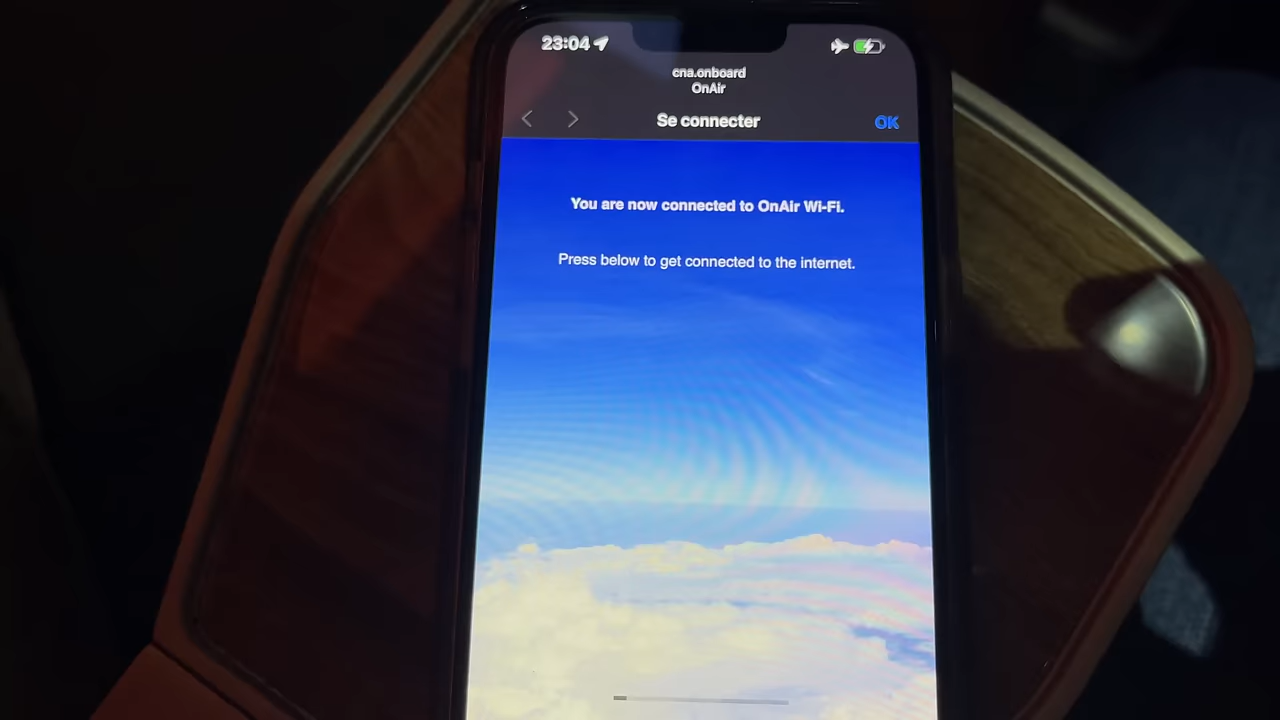 23:04
cna.onboard
OnAir
Se connecter
OK
You are now connected to OnAir Wi-Fi.
Press below to get connected to the internet.